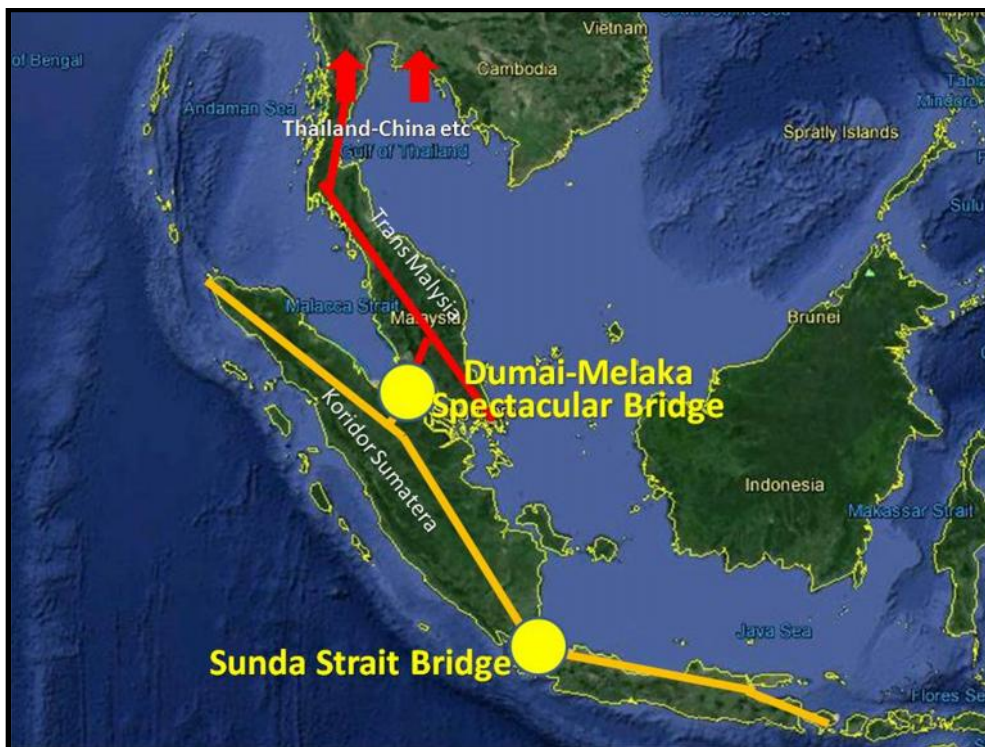 of Bengal
Vietnam
Andaman Sea
Cambodia
Thailand-China etc
Gulf of Thailand
Spratly Islands
Trans Malysia
Malacca Strait
Malaysia
Brunei
Dumai-Melaka
Spectacular Bridge
Koridor Sumatera
Indonesia
Makassar Strait
Java Sea
Sunda Strait Bridge
Flores Se